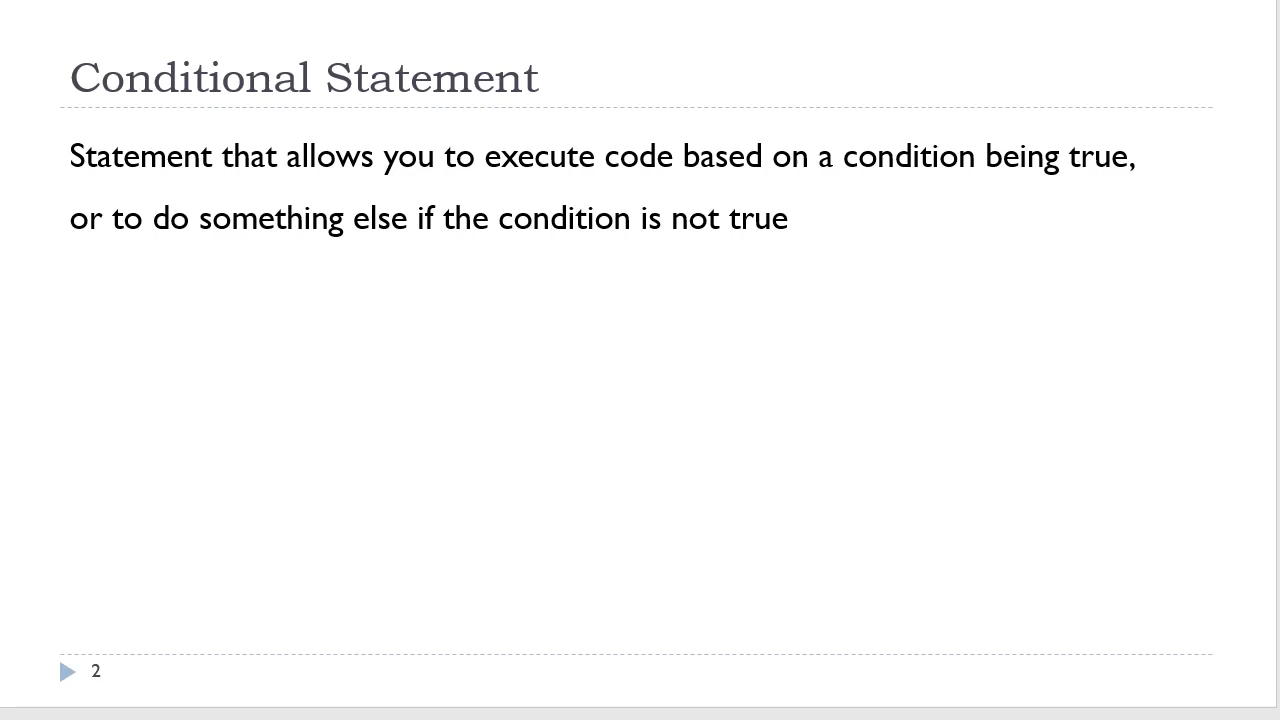 Conditional Statement
Statement that allows you to execute code based on a condition being true,
or to do something else if the condition is not true
2